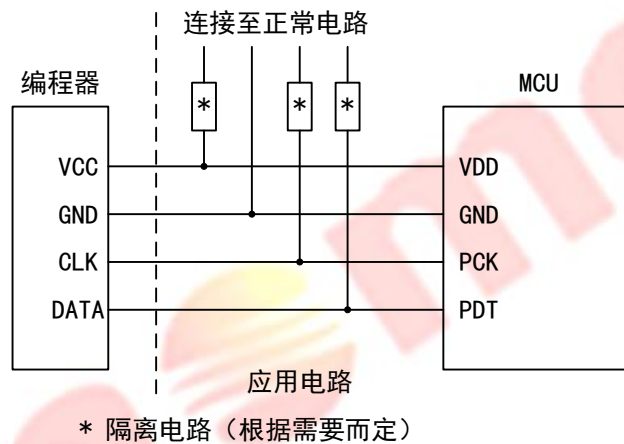 连接至正常电路
编程器
MCU
*
*
*
VCC
VDD
GND
GND
CLK
PCK
DATA
PDT
应用电路
* 隔离电路（根据需要而定）